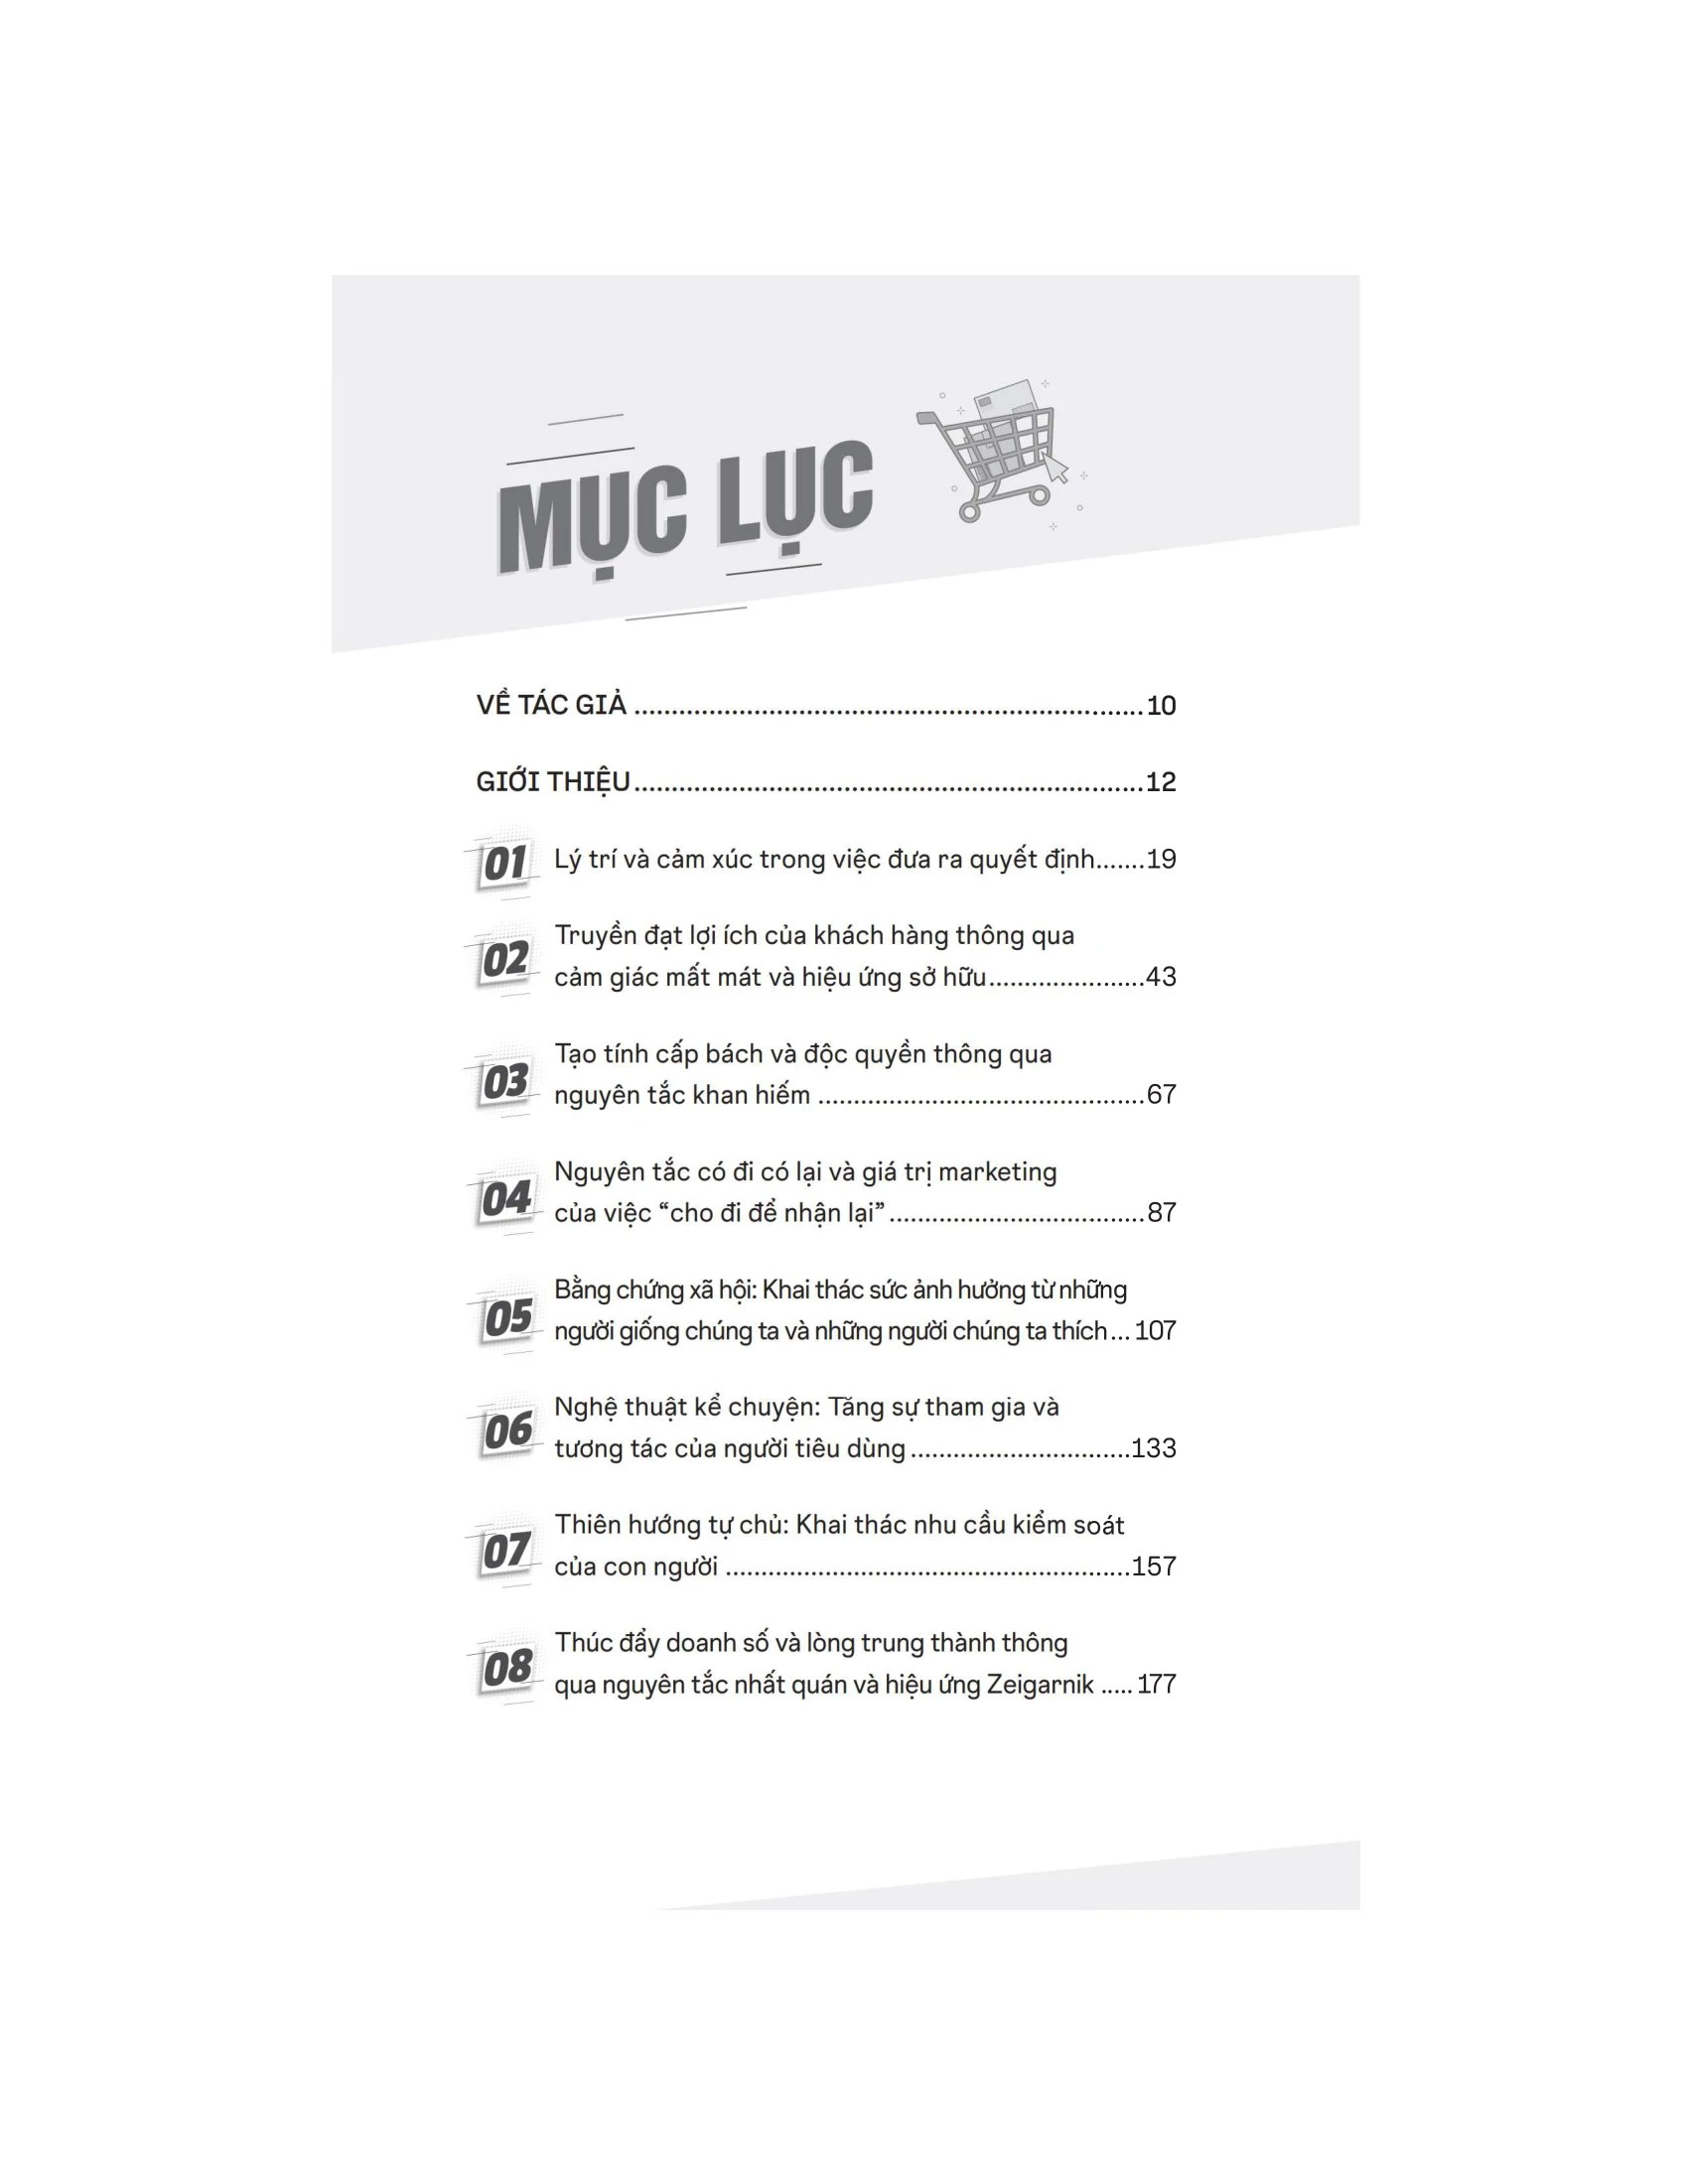 MỤC LỤC
VỀ TÁC GIẢ ........................................................10
GIỚI THIỆU........................................................12
01 Lý trí và cảm xúc trong việc đưa ra quyết định.......19
02 Truyền đạt lợi ích của khách hàng thông qua
cảm giác mất mát và hiệu ứng sở hữu......................43
03 Tạo tính cấp bách và độc quyền thông qua
nguyên tắc khan hiếm ..............................................67
04 Nguyên tắc có đi có lại và giá trị marketing
của việc “cho đi để nhận lại”....................................87
05 Bằng chứng xã hội: Khai thác sức ảnh hưởng từ những
người giống chúng ta và những người chúng ta thích... 107
06 Nghệ thuật kể chuyện: Tăng sự tham gia và
tương tác của người tiêu dùng ...............................133
07 Thiên hướng tự chủ: Khai thác nhu cầu kiểm soát
của con người .........................................................157
08 Thúc đẩy doanh số và lòng trung thành thông
qua nguyên tắc nhất quán và hiệu ứng Zeigarnik ..... 177